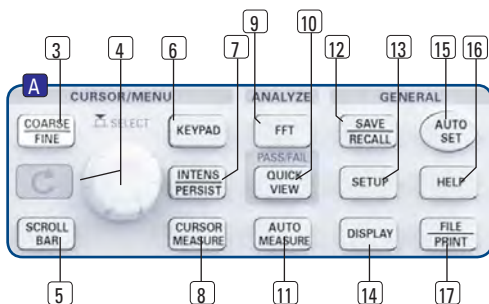 3
4
6
7
9
10
12
13
15
16
A
CURSOR/MENU
ANALYZE
GENERAL
COARSE
FINE
SELECT
KEYPAD
FFT
SAVE
RECALL
AUTO
SET
INTENS
PERSIST
PASS/FAIL
QUICK
VIEW
SETUP
HELP
SCROLL
BAR
CURSOR
MEASURE
AUTO
MEASURE
DISPLAY
FILE
PRINT
5
8
11
14
17